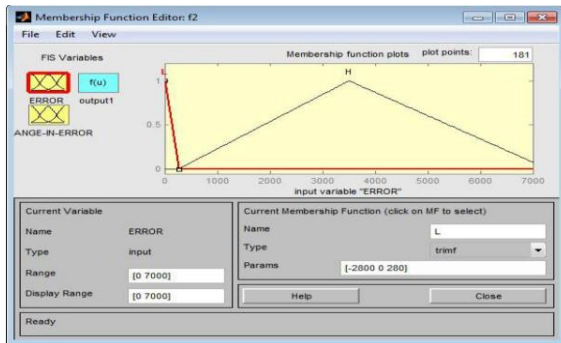 Membership Function Editor: f2
File Edit View
FIS Variables
Membership function plots plot points: 181
f(u)
ERROR output1
ANGE-IN-ERROR
L
H
1
0.5
0
0 1000 2000 3000 4000 5000 6000 7000
input variable "ERROR"
Current Variable
Name ERROR
Type input
Range [0 7000]
Display Range [0 7000]
Current Membership Function (click on MF to select)
Name L
Type trimf
Params [-2800 0 280]
Help Close
Ready